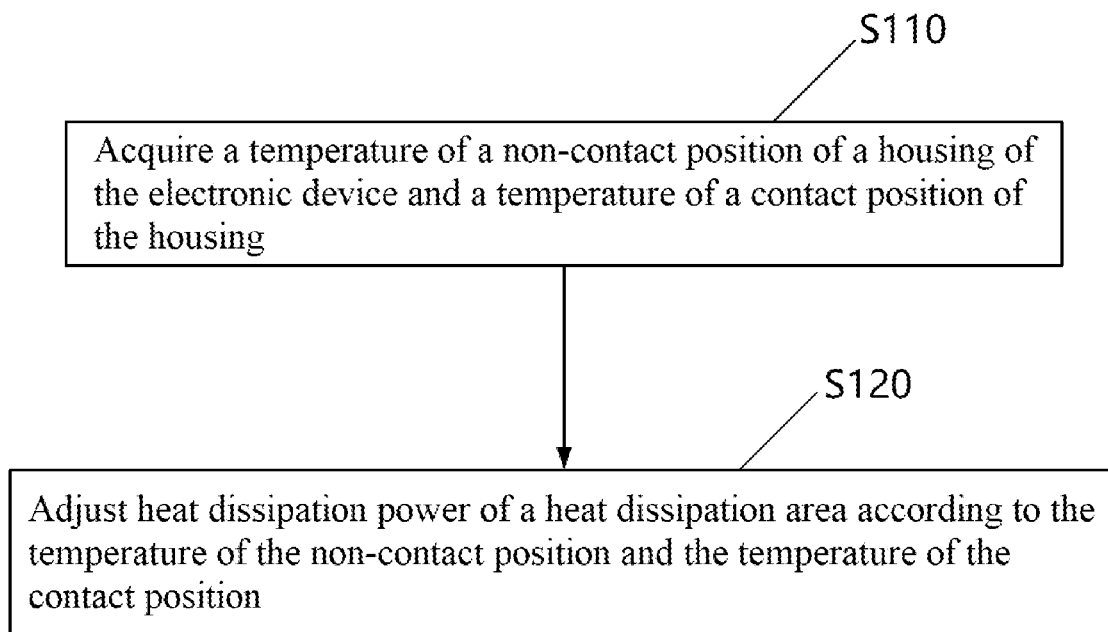 S110
Acquire a temperature of a non-contact position of a housing of
the electronic device and a temperature of a contact position of
the housing
S120
Adjust heat dissipation power of a heat dissipation area according to the
temperature of the non-contact position and the temperature of the
contact position